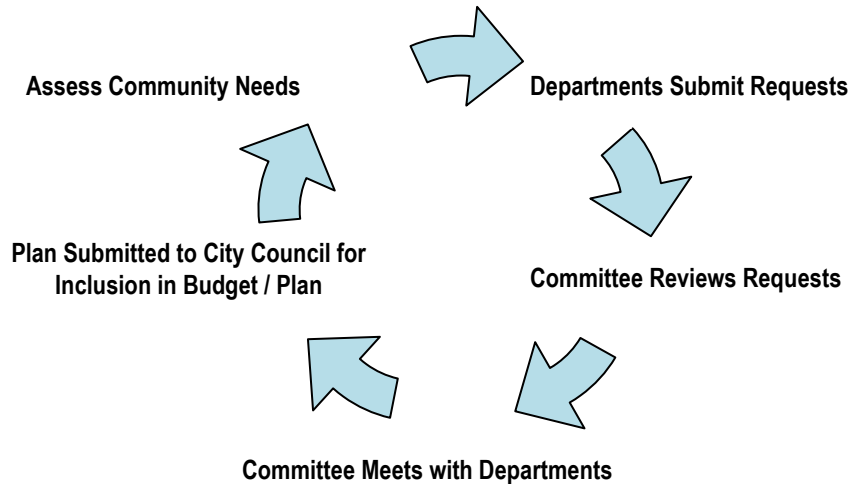 Assess Community Needs
Departments Submit Requests
Committee Reviews Requests
Committee Meets with Departments
Plan Submitted to City Council for
Inclusion in Budget / Plan